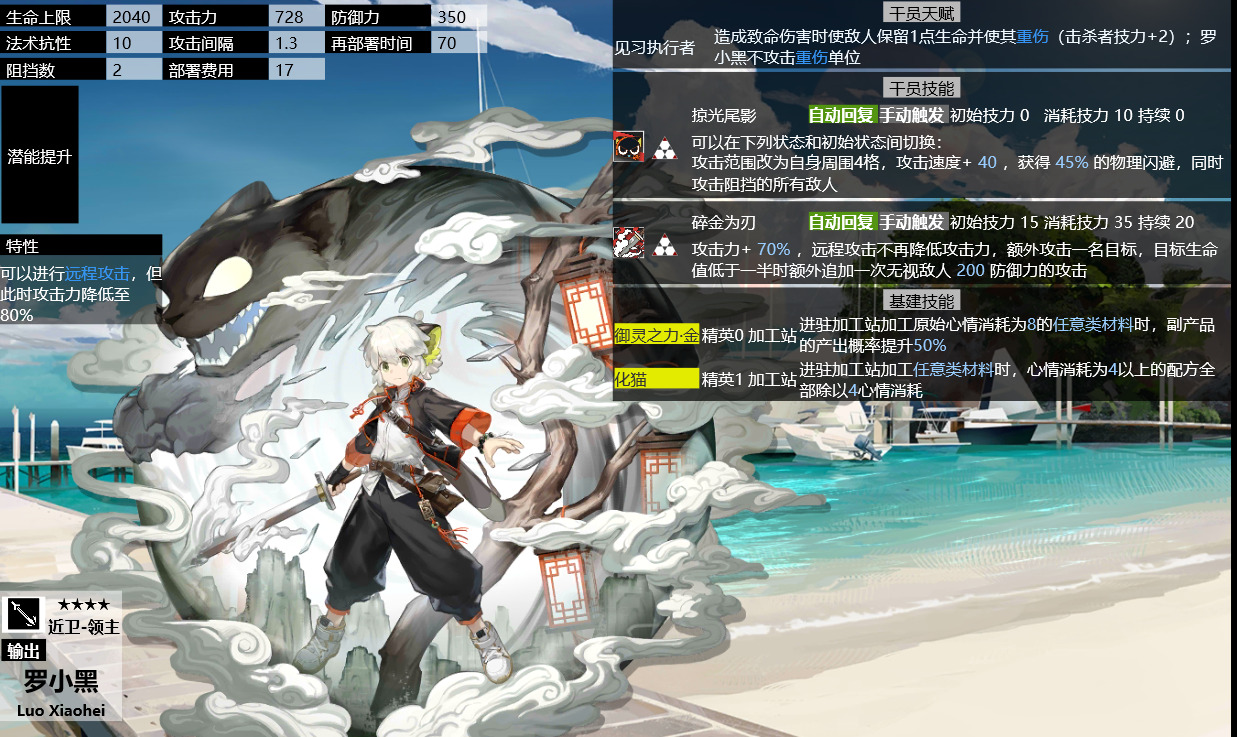 生命上限 2040 攻击力 728 防御力 350
法术抗性 10 攻击间隔 1.3 再部署时间 70
阻挡数 2 部署费用 17
潜能提升
特性
可以进行远程攻击，但
此时攻击力降低至
80%
★★★★
近卫-领主
输出
罗小黑
Luo Xiaohei
干员天赋
见习执行者
造成致命伤害时使敌人保留1点生命并使其重伤（击杀者技力+2）；罗
小黑不攻击重伤单位
干员技能
掠光尾影 自动回复 手动触发 初始技力 0 消耗技力 10 持续 0
可以在下列状态和初始状态间切换：
攻击范围改为自身周围4格，攻击速度+ 40 ，获得 45% 的物理闪避，同时
攻击阻挡的所有敌人
碎金为刃 自动回复 手动触发 初始技力 15 消耗技力 35 持续 20
攻击力+ 70% ，远程攻击不再降低攻击力，额外攻击一名目标，目标生命
值低于一半时额外追加一次无视敌人 200 防御力的攻击
基建技能
御灵之力·金 精英0 加工站
进驻加工站加工原始心情消耗为8的任意类材料时，副产品
的产出概率提升50%
化猫 精英1 加工站
进驻加工站加工任意类材料时，心情消耗为4以上的配方全
部除以4心情消耗